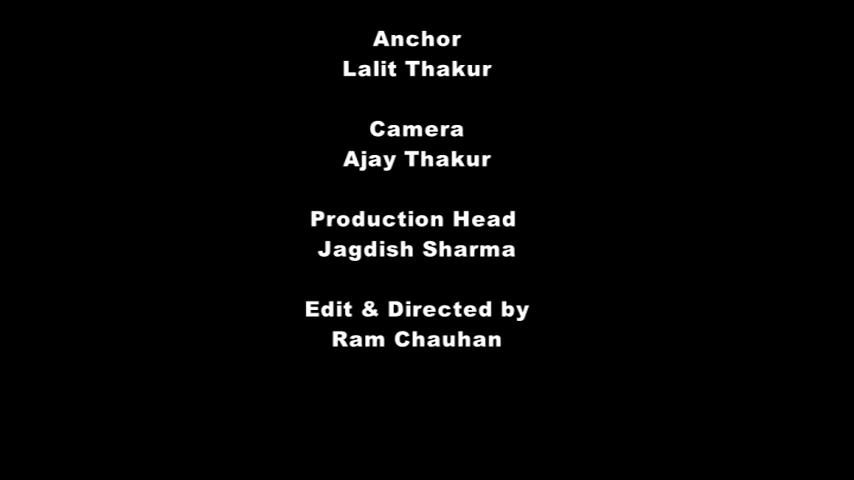 Anchor
Lalit Thakur
Camera
Ajay Thakur
Production Head
Jagdish Sharma
Edit & Directed by
Ram Chauhan